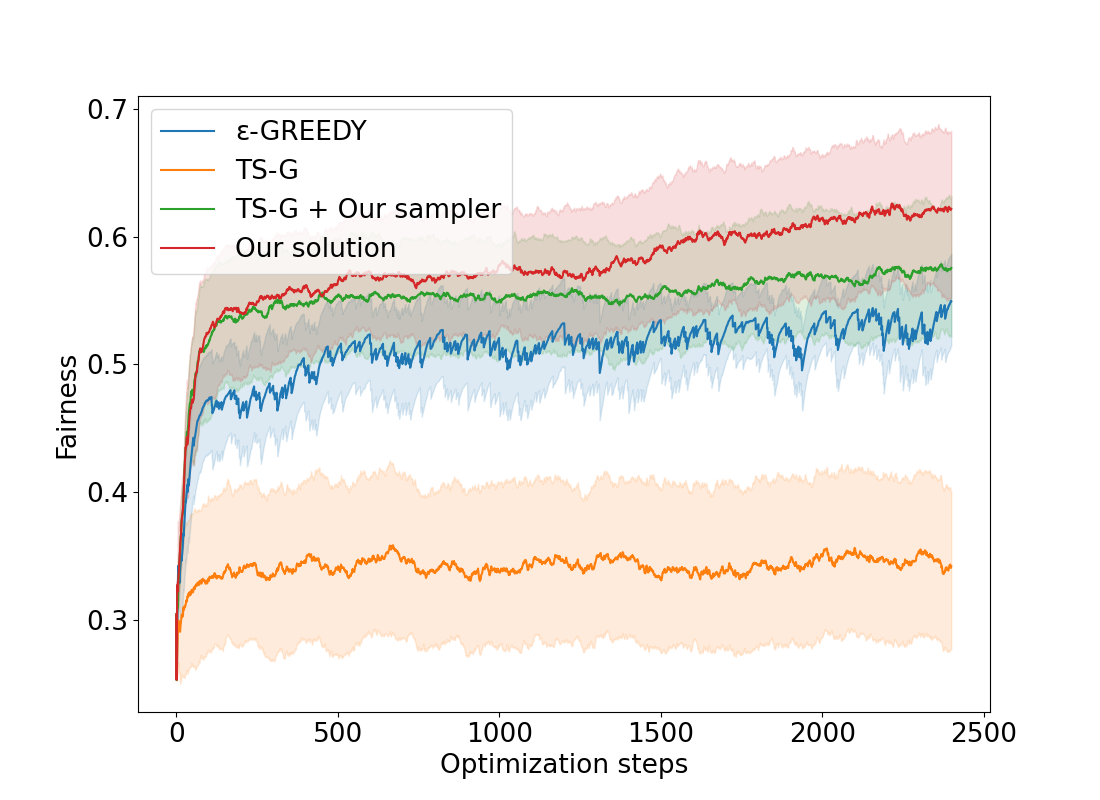 0.7
0.6
0.5
0.4
0.3
Fairness
ε-GREEDY
TS-G
TS-G + Our sampler
Our solution
0 500 1000 1500 2000 2500
Optimization steps